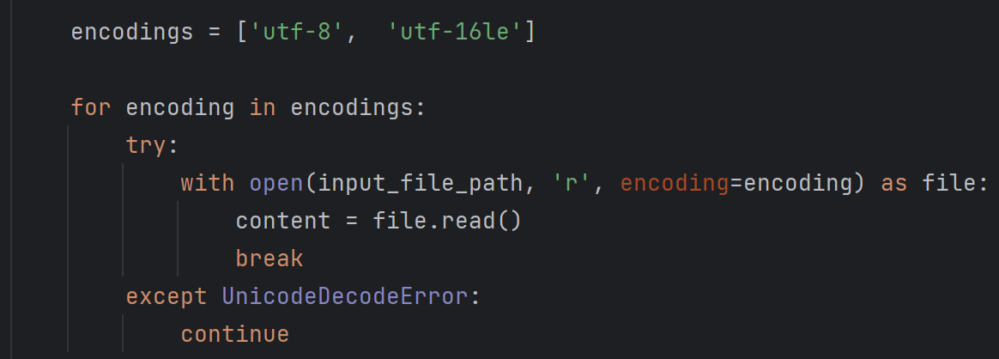 encodings = ['utf-8',  'utf-16le']
for encoding in encodings:
    try:
        with open(input_file_path, 'r', encoding=encoding) as file:
            content = file.read()
            break
    except UnicodeDecodeError:
        continue